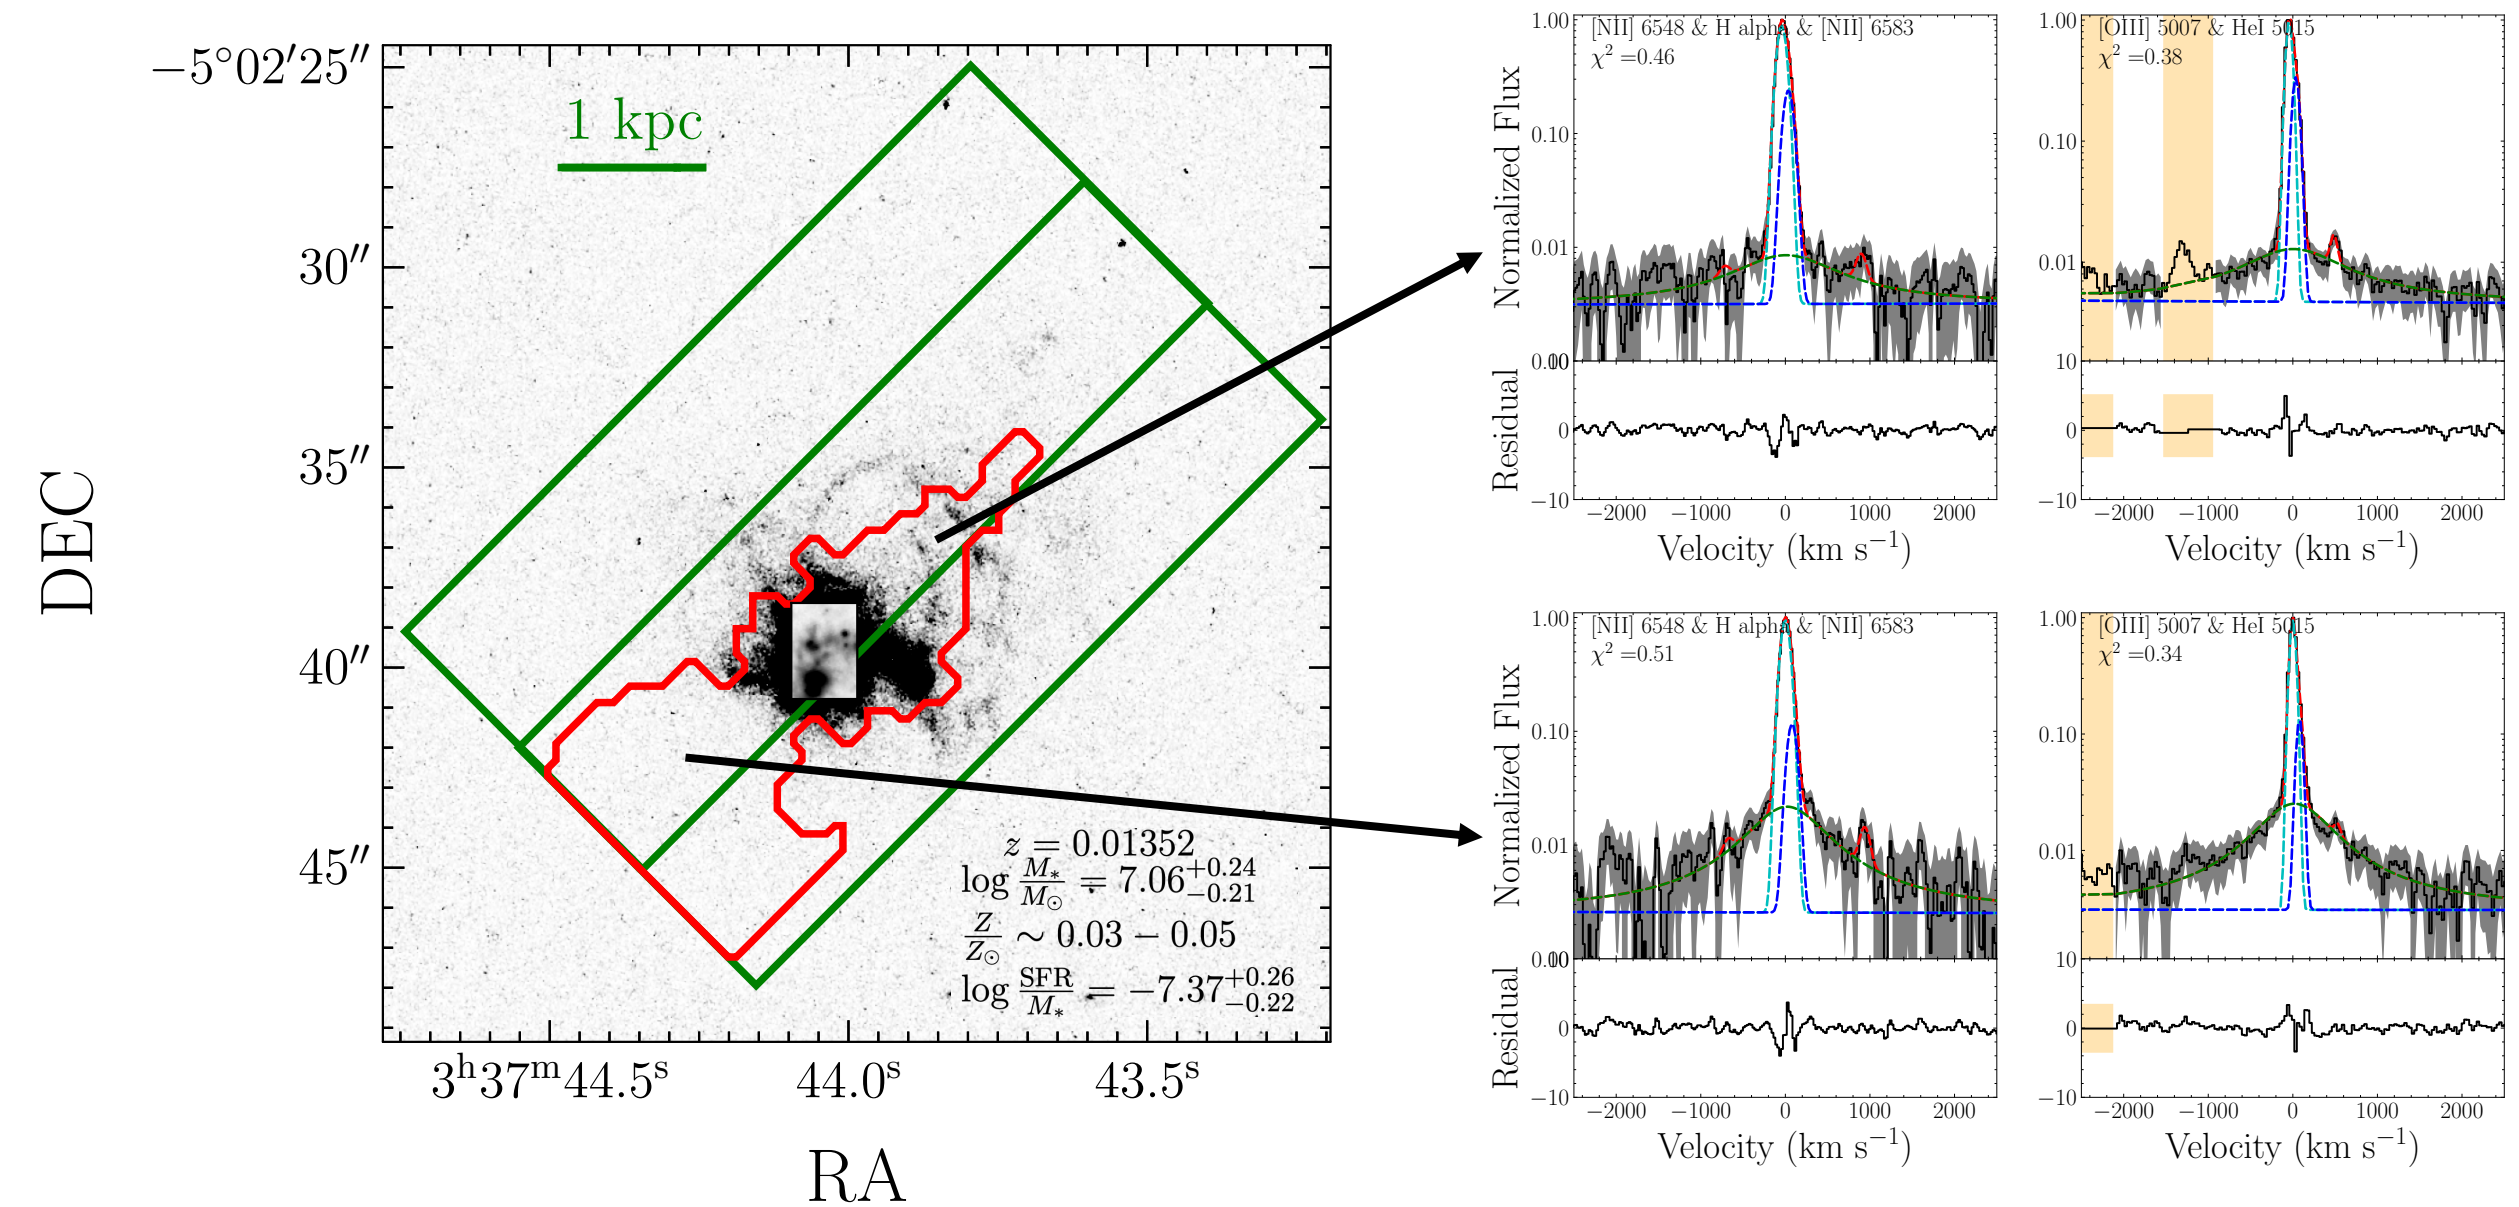 DEC
−5°02′25″
30″
35″
40″
45″
1 kpc
z = 0.01352
log M∗/M⊙ = 7.06 +0.24 −0.21
Z/Z⊙ ∼ 0.03 − 0.05
log SFR/M∗ = −7.37 +0.26 −0.22
3ʰ37ᵐ44.5ˢ
44.0ˢ
43.5ˢ
RA
[NII] 6548 & H alpha & [NII] 6583
χ² =0.46
Normalized Flux
1.00
0.10
0.01
0.00
Residual
10
0
−10
−2000 −1000 0 1000 2000
Velocity (km s⁻¹)
[OIII] 5007 & HeI 5015
χ² =0.38
1.00
0.10
0.01
10
0
−10
−2000 −1000 0 1000 2000
Velocity (km s⁻¹)
[NII] 6548 & H alpha & [NII] 6583
χ² =0.51
Normalized Flux
1.00
0.10
0.01
0.00
Residual
10
0
−10
−2000 −1000 0 1000 2000
Velocity (km s⁻¹)
[OIII] 5007 & HeI 5015
χ² =0.34
1.00
0.10
0.01
10
0
−10
−2000 −1000 0 1000 2000
Velocity (km s⁻¹)